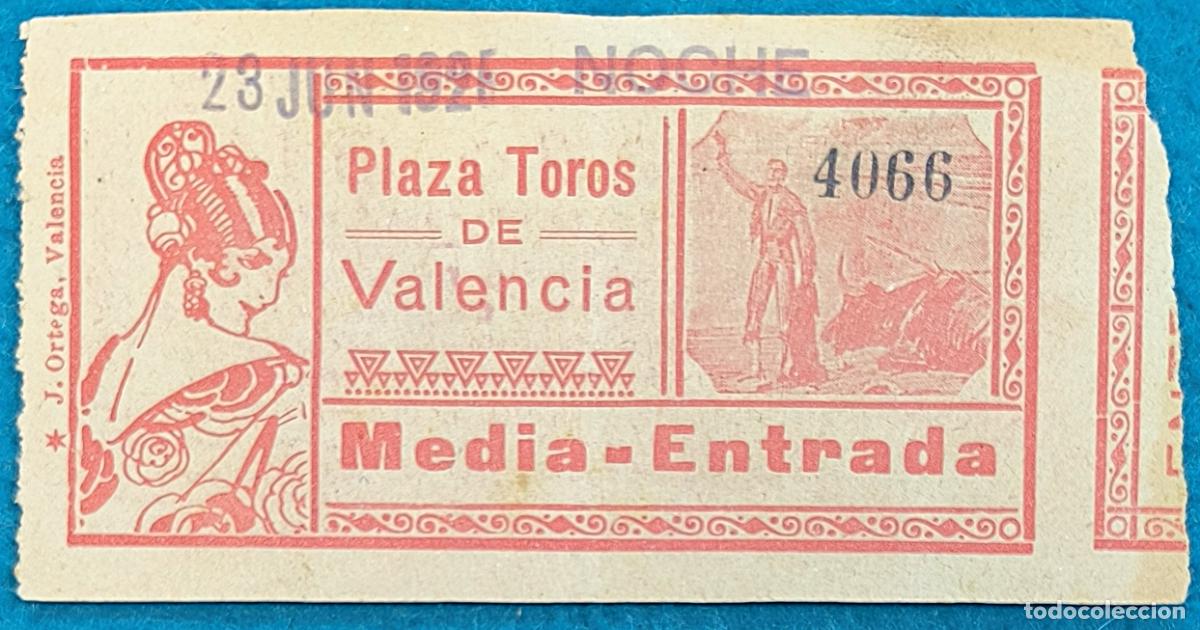 23 JUN 192 NOCHE
Plaza Toros
DE
Valencia
4066
Media-Entrada
* J. Ortega, Valencia
todocoleccion